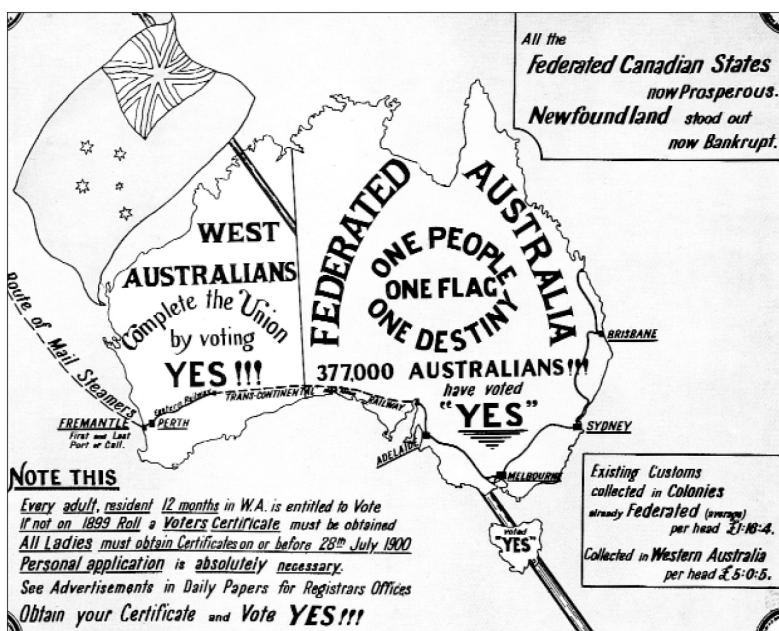 All the
Federated Canadian States
now Prosperous.
Newfoundland stood out
now Bankrupt.
WEST
AUSTRALIANS
Complete the Union
by voting
YES !!!
FEDERATED AUSTRALIA
ONE PEOPLE
ONE FLAG
ONE DESTINY
377,000 AUSTRALIANS!!!
have voted
"YES"
Route of Mail Steamers
FREMANTLE
First and Last
Port of Call.
PERTH
Eastern Railway
TRANS-CONTINENTAL RAILWAY
ADELAIDE
MELBOURNE
SYDNEY
BRISBANE
voted
"YES"
NOTE THIS
Every adult, resident 12 months in W.A. is entitled to Vote
If not on 1899 Roll a Voters Certificate must be obtained
All Ladies must obtain Certificates on or before 28th July 1900
Personal application is absolutely necessary.
See Advertisements in Daily Papers for Registrars Offices
Obtain your Certificate and Vote YES!!!
Existing Customs
collected in Colonies
already Federated (average)
per head £1:16:4.
Collected in Western Australia
per head £5:0:5.